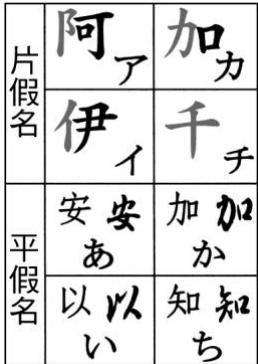 片假名
阿 ア
加 カ
伊 イ
千 チ
平假名
安 安 あ
加 加 か
以 以 い
知 知 ち